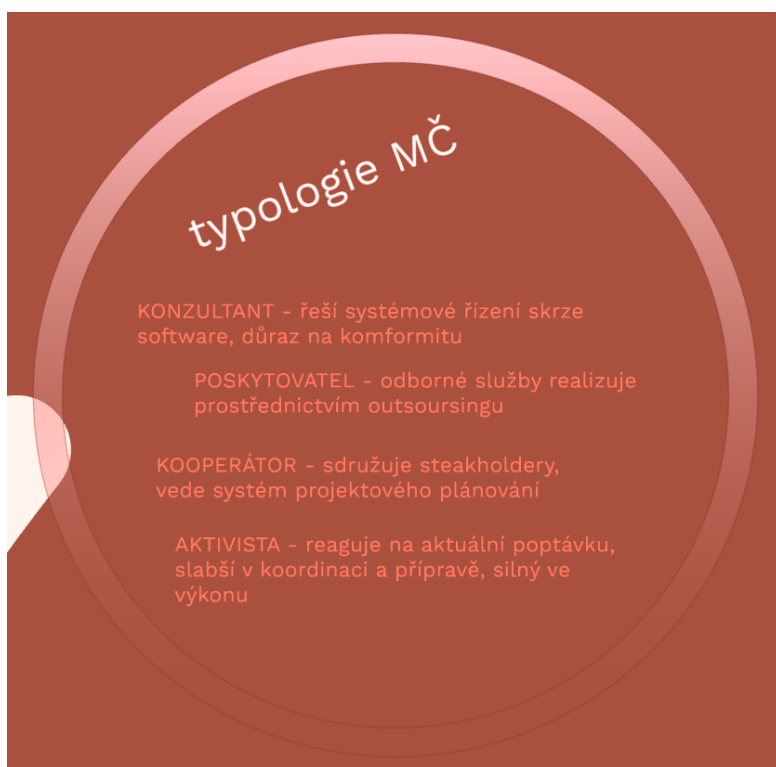 typologie MČ
KONZULTANT - řeší systémové řízení skrze
software, důraz na komformitu
POSKYTOVATEL - odborné služby realizuje
prostřednictvím outsoursingu
KOOPERÁTOR - sdružuje steakholdery,
vede systém projektového plánování
AKTIVISTA - reaguje na aktuální poptávku,
slabší v koordinaci a přípravě, silný ve
výkonu